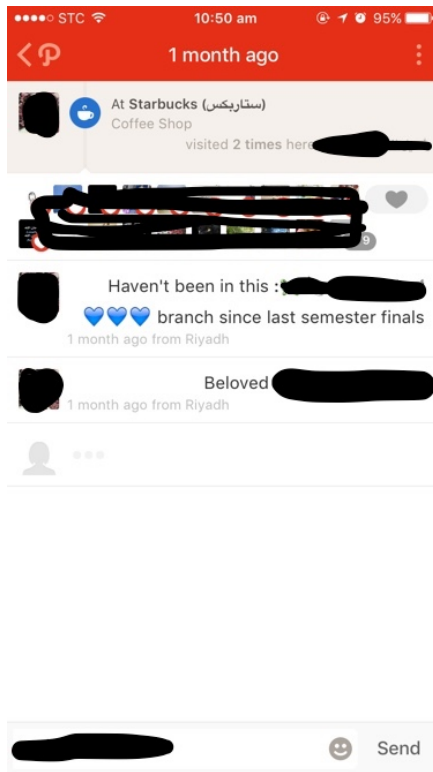 STC 10:50 am 95%
1 month ago
At Starbucks (ستاربكس)
Coffee Shop
visited 2 times here
9
Haven't been in this :
💙💙💙 branch since last semester finals
1 month ago from Riyadh
Beloved
1 month ago from Riyadh
Send